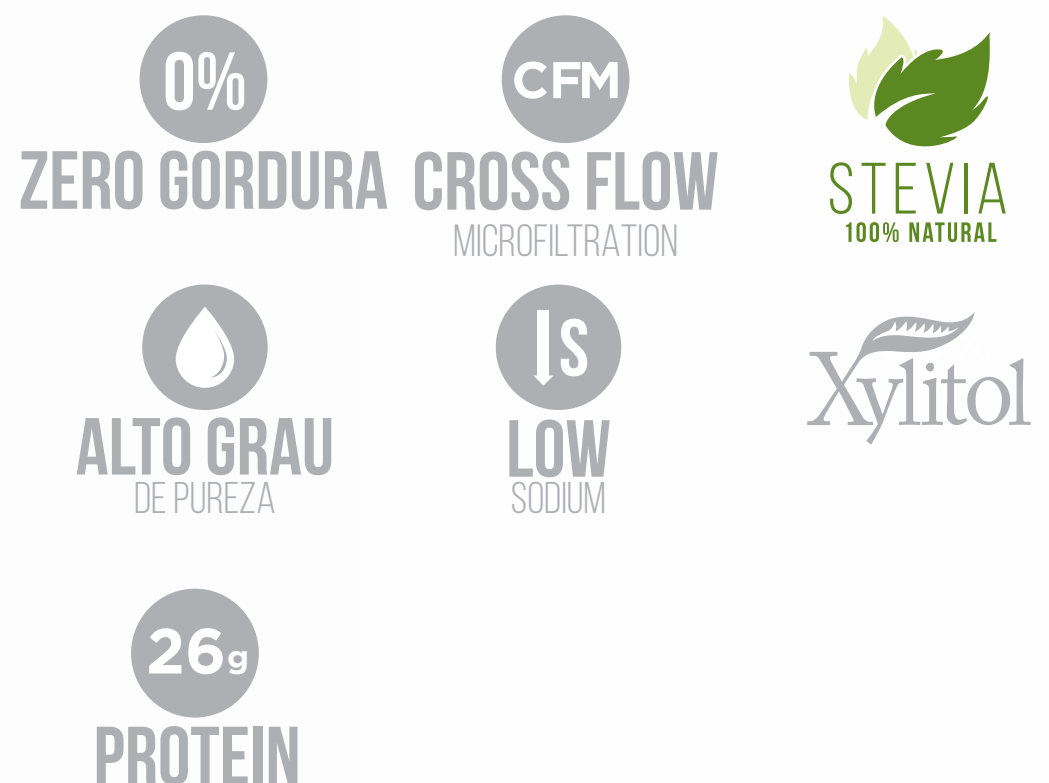 0%
ZERO GORDURA
CFM
CROSS FLOW
MICROFILTRATION
STEVIA
100% NATURAL
ALTO GRAU
DE PUREZA
S
LOW
SODIUM
Xylitol
26g
PROTEIN